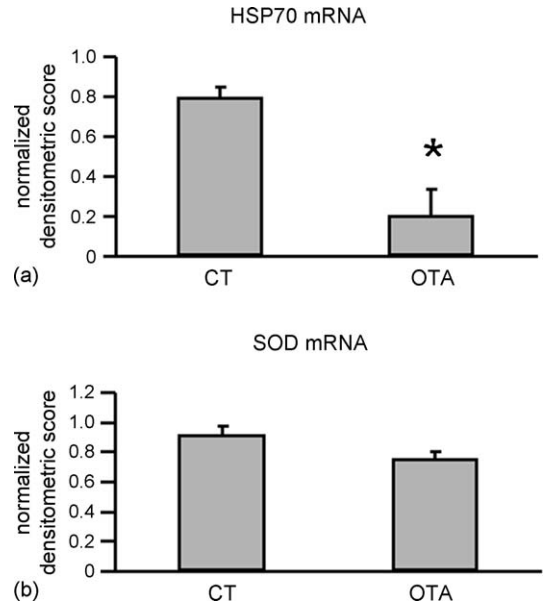 HSP70 mRNA
normalized
densitometric score
1.0
0.8
0.6
0.4
0.2
0
*
(a)
CT OTA
SOD mRNA
normalized
densitometric score
1.2
1.0
0.8
0.6
0.4
0.2
0
(b)
CT OTA